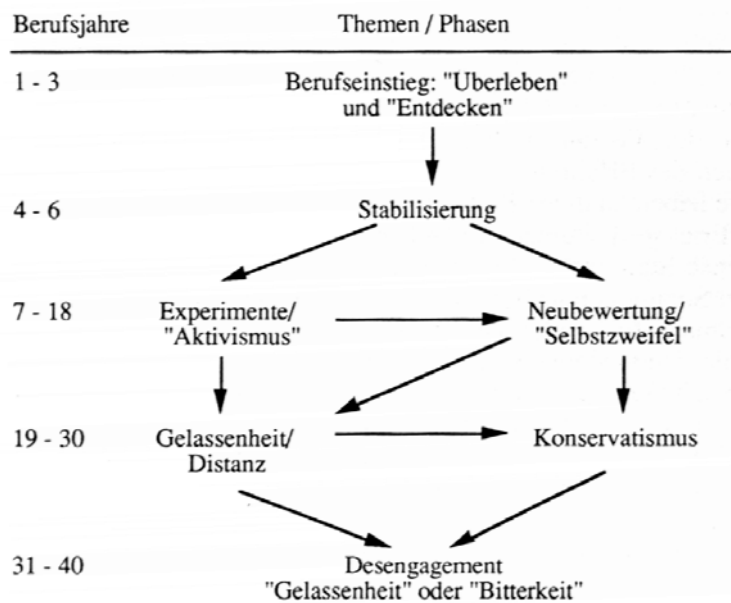 Berufsjahre Themen / Phasen
1 - 3 Berufseinstieg: "Uberleben"
und "Entdecken"
4 - 6 Stabilisierung
7 - 18 Experimente/ Neubewertung/
"Aktivismus" "Selbstzweifel"
19 - 30 Gelassenheit/ Konservatismus
Distanz
31 - 40 Desengagement
"Gelassenheit" oder "Bitterkeit"